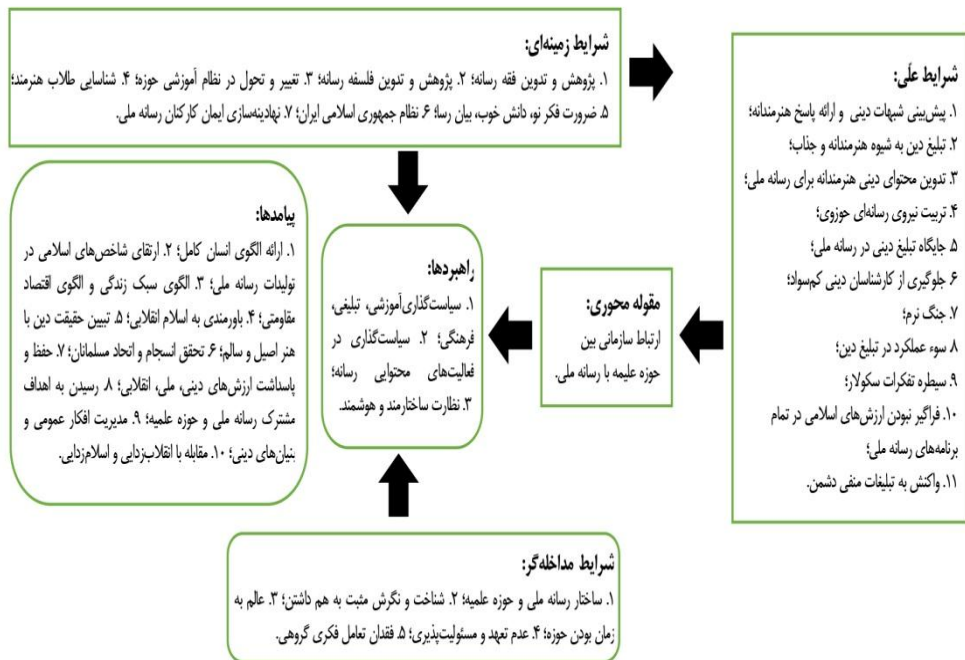 شرایط زمینه‌ای:
۱. پژوهش و تدوین فقه رسانه؛ ۲. پژوهش و تدوین فلسفه رسانه؛ ۳. تغییر و تحول در نظام آموزشی حوزه؛ ۴. شناسایی طلاب هنرمند؛
۵. ضرورت فکر نو، دانش خوب، بیان رسا؛ ۶. نظام جمهوری اسلامی ایران؛ ۷. نهادینه‌سازی ایمان کارکنان رسانه ملی.
شرایط علّی:
۱. پیش‌بینی شبهات دینی و ارائه پاسخ هنرمندانه؛
۲. تبلیغ دین به شیوه هنرمندانه و جذاب؛
۳. تدوین محتوای دینی هنرمندانه برای رسانه ملی؛
۴. تربیت نیروی رسانه‌ای حوزوی؛
۵. جایگاه تبلیغ دینی در رسانه ملی؛
۶. جلوگیری از کارشناسان دینی کم‌سواد؛
۷. جنگ نرم؛
۸. سوء عملکرد در تبلیغ دین؛
۹. سیطره تفکرات سکولار؛
۱۰. فراگیر نبودن ارزش‌های اسلامی در تمام
برنامه‌های رسانه ملی؛
۱۱. واکنش به تبلیغات منفی دشمن.
مقوله محوری:
ارتباط سازمانی بین
حوزه علیمه با رسانه ملی.
راهبردها:
۱. سیاست‌گذاری‌آموزشی، تبلیغی،
فرهنگی؛ ۲. سیاست‌گذاری در
فعالیت‌های محتوایی رسانه؛
۳. نظارت ساختارمند و هوشمند.
پیامدها:
۱. ارائه الگوی انسان کامل؛ ۲. ارتقای شاخص‌های اسلامی در
تولیدات رسانه ملی؛ ۳. الگوی سبک زندگی و الگوی اقتصاد
مقاومتی؛ ۴. باورمندی به اسلام انقلابی؛ ۵. تبیین حقیقت دین با
هنر اصیل و سالم؛ ۶. تحقق انسجام و اتحاد مسلمانان؛ ۷. حفظ و
پاسداشت ارزش‌های دینی، ملی، انقلابی؛ ۸. رسیدن به اهداف
مشترک رسانه ملی و حوزه علمیه؛ ۹. مدیریت افکار عمومی و
بنیان‌های دینی؛ ۱۰. مقابله با انقلاب‌زدایی و اسلام‌زدایی.
شرایط مداخله‌گر:
۱. ساختار رسانه ملی و حوزه علمیه؛ ۲. شناخت و نگرش مثبت به هم داشتن؛ ۳. عالم به
زمان بودن حوزه؛ ۴. عدم تعهد و مسئولیت‌پذیری؛ ۵. فقدان تعامل فکری گروهی.